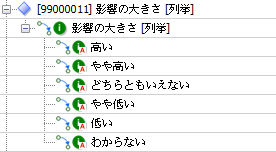 [99000011] 影響の大きさ [列挙]
影響の大きさ [列挙]
高い
やや高い
どちらともいえない
やや低い
低い
わからない